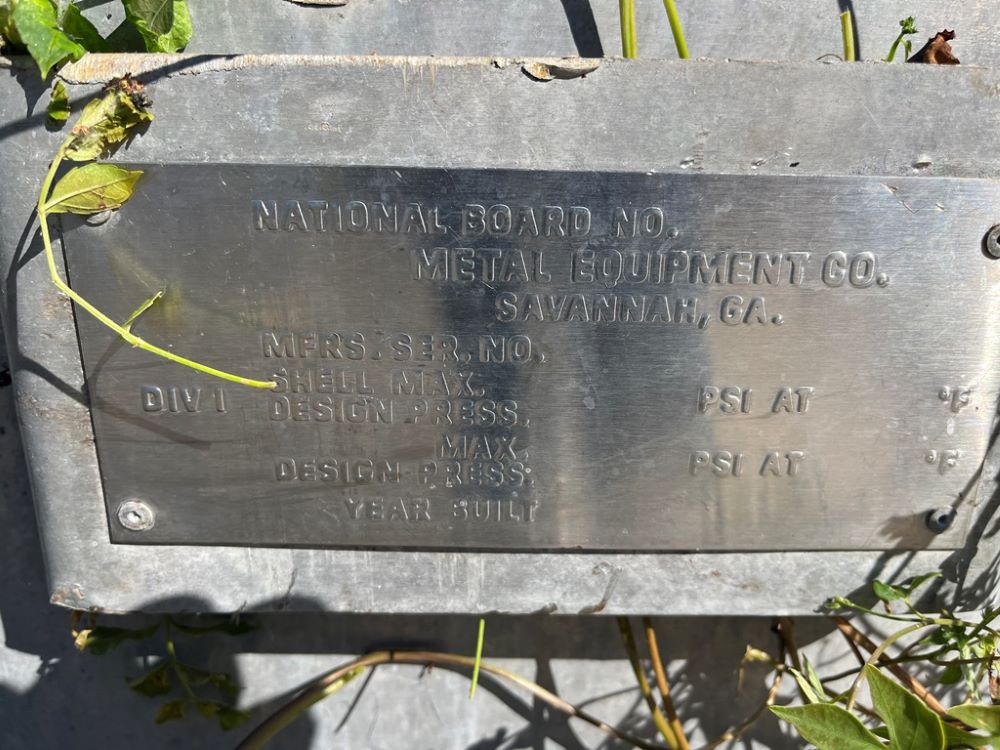 NATIONAL BOARD NO.
METAL EQUIPMENT CO.
SAVANNAH, GA.
MFRS. SER. NO.
SHELL MAX.
DIV 1 DESIGN PRESS. PSI AT °F
MAX.
DESIGN PRESS. PSI AT °F
YEAR BUILT